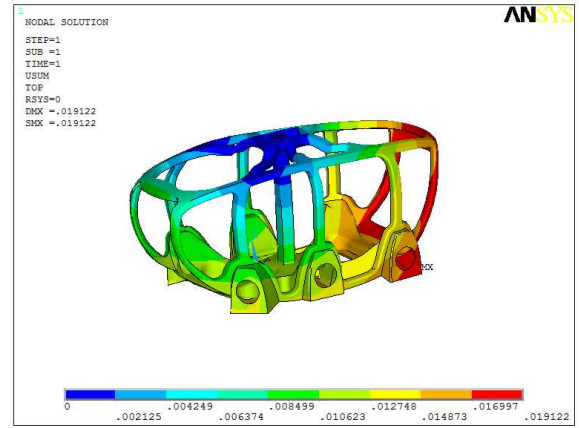 1
NODAL SOLUTION
ANSYS
STEP=1
SUB =1
TIME=1
USUM
TOP
RSYS=0
DMX =.019122
SMX =.019122
MX
0 .004249 .008499 .012748 .016997
.002125 .006374 .010623 .014873 .019122